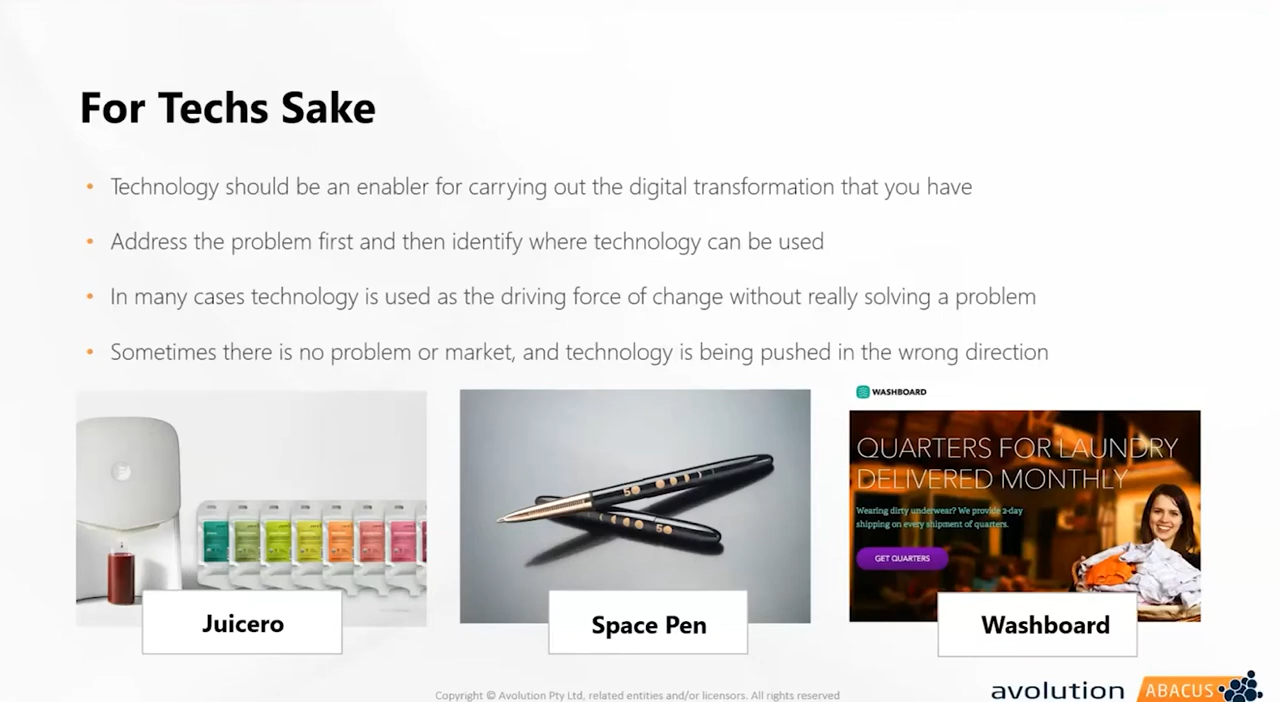 For Techs Sake
Technology should be an enabler for carrying out the digital transformation that you have
Address the problem first and then identify where technology can be used
In many cases technology is used as the driving force of change without really solving a problem
Sometimes there is no problem or market, and technology is being pushed in the wrong direction
WASHBOARD
QUARTERS FOR LAUNDRY
DELIVERED MONTHLY
Wearing dirty underwear? We provide 2-day
shipping on every shipment of quarters.
GET QUARTERS
50
50
Juicero
Space Pen
Washboard
Copyright © Avolution Pty Ltd, related entities and/or licensors. All rights reserved
avolution
ABACUS